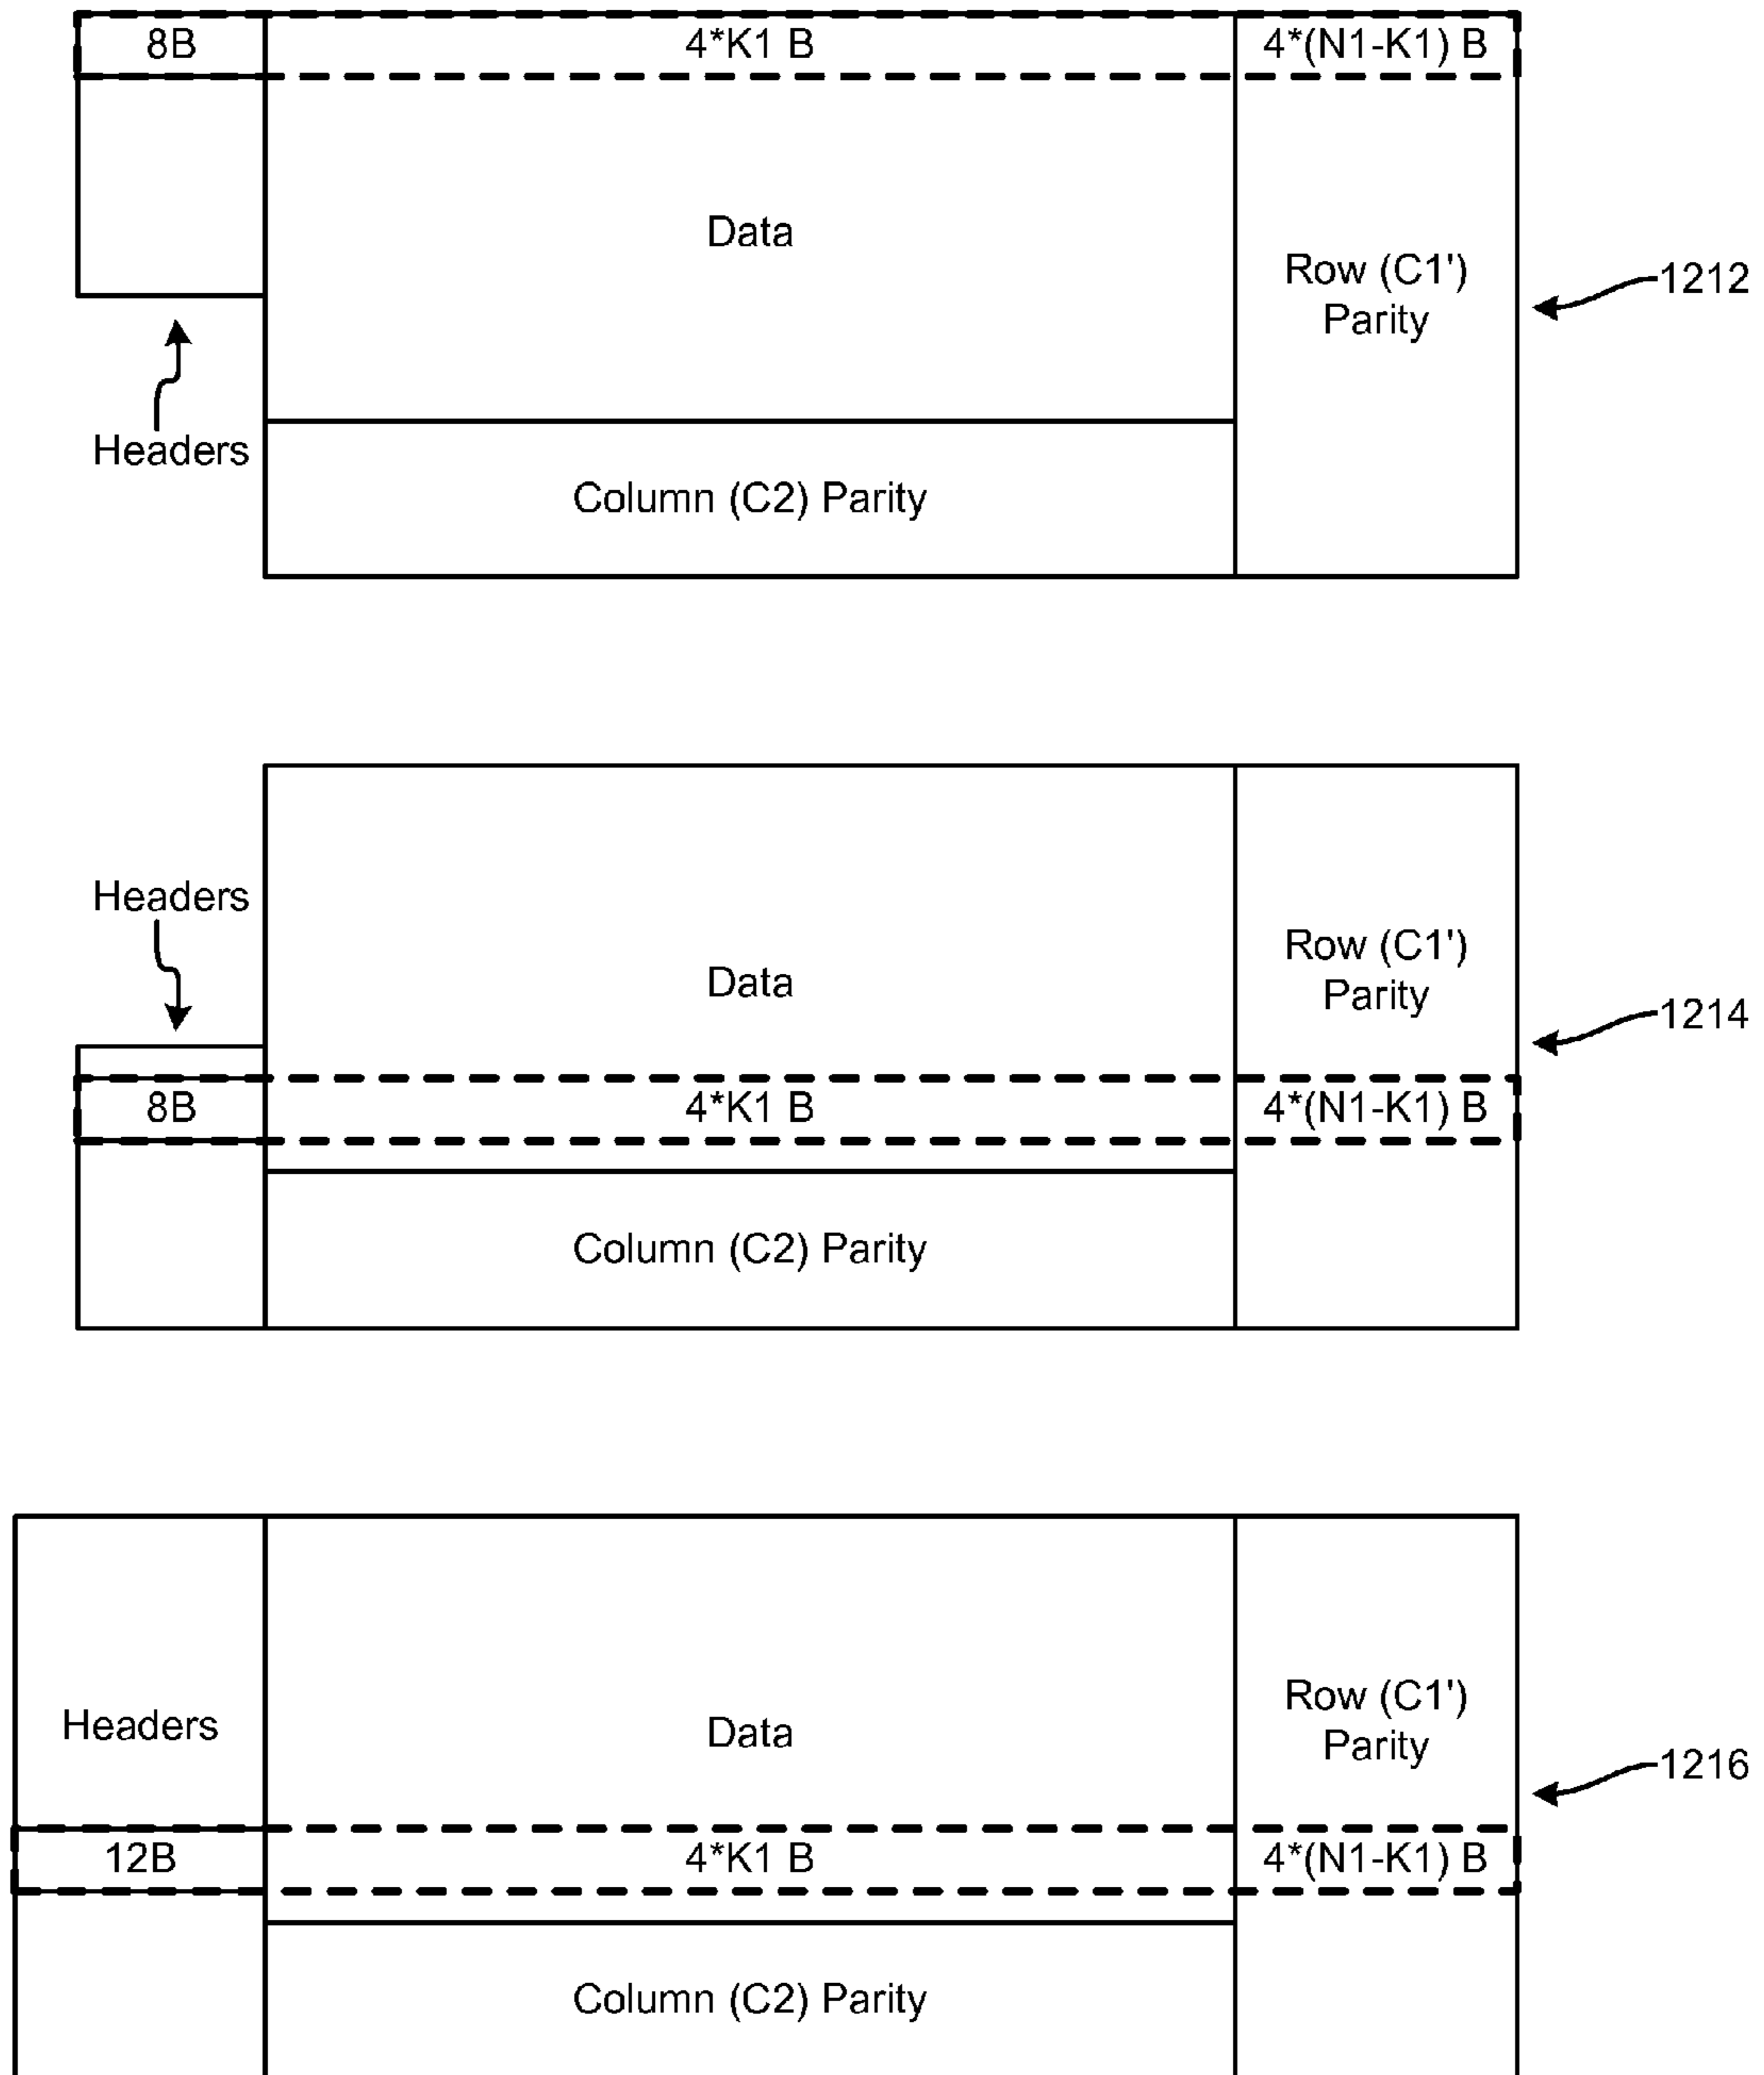 8B 4*K1 B 4*(N1-K1) B
Data
Row (C1')
Parity
1212
Headers
Column (C2) Parity
Headers
Data
Row (C1')
Parity
1214
8B 4*K1 B 4*(N1-K1) B
Column (C2) Parity
Headers
Data
Row (C1')
Parity
1216
12B 4*K1 B 4*(N1-K1) B
Column (C2) Parity